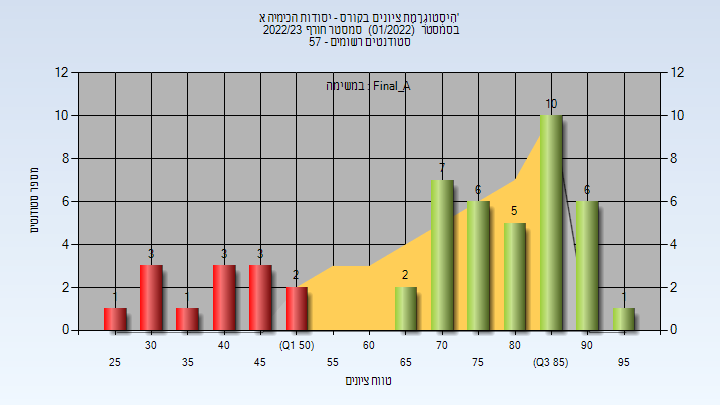 הִיסְטוֹגְרָמַת ציונים בקורס - יסודות הכימיה א'
בסמסטר (01/2022) סמסטר חורף 2022/23
סטודנטים רשומים - 57
במשימה : Final_A
12 12
10 10
8 8
6 6
4 4
2 2
0 0
מספר סטודנטים
1 3 1 3 3 2 2 7 6 5 10 6 1
30 40 (Q1 50) 60 70 80 90
25 35 45 55 65 75 (Q3 85) 95
טווח ציונים